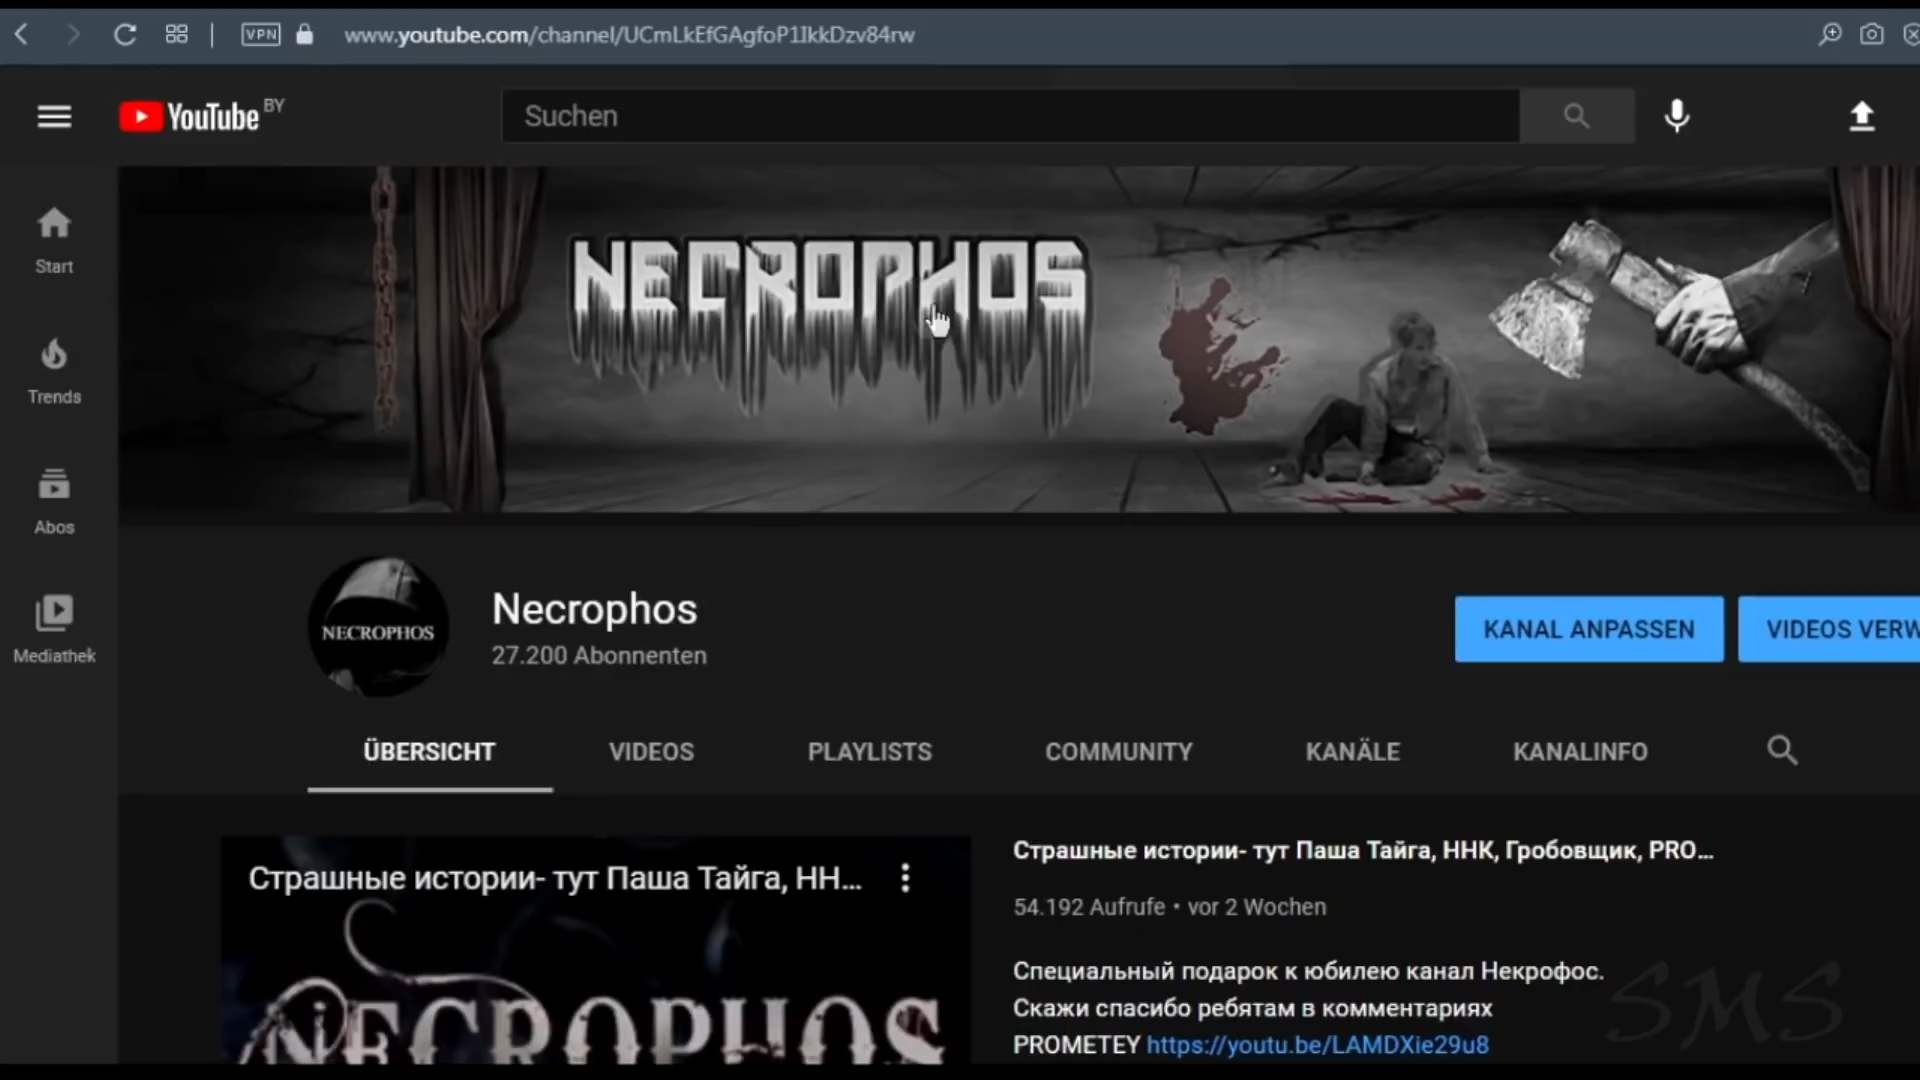 VPN
www.youtube.com/channel/UCmLkEfGAgfoP1IkkDzv84rw
YouTube BY
Suchen
Start
Trends
Abos
Mediathek
NECROPHOS
NECROPHOS
Necrophos
27.200 Abonnenten
KANAL ANPASSEN
VIDEOS VERW
ÜBERSICHT
VIDEOS
PLAYLISTS
COMMUNITY
KANÄLE
KANALINFO
Страшные истории- тут Паша Тайга, НН...
NECROPHOS
Страшные истории- тут Паша Тайга, ННК, Гробовщик, PRO...
54.192 Aufrufe • vor 2 Wochen
Специальный подарок к юбилею канал Некрофос.
Скажи спасибо ребятам в комментариях
PROMETEY https://youtu.be/LAMDXie29u8
SMS